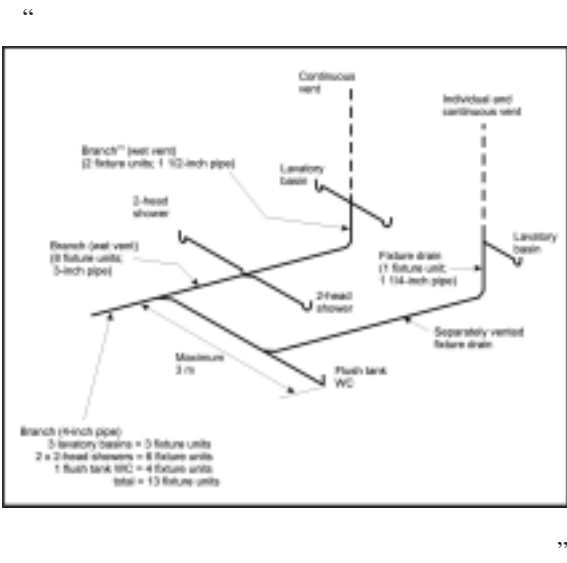 “
Continuous
vent
Individual and
continuous vent
Branch⁽¹⁾ (wet vent)
(2 fixture units; 1 1/2-inch pipe)
Lavatory
basin
2-head
shower
Branch (wet vent)
(8 fixture units;
3-inch pipe)
Fixture drain
(1 fixture unit;
1 1/4-inch pipe)
Lavatory
basin
2-head
shower
Separately vented
fixture drain
Maximum
3 m
Flush tank
WC
Branch (4-inch pipe)
3 lavatory basins = 3 fixture units
2 x 2-head showers = 6 fixture units
1 flush tank WC = 4 fixture units
total = 13 fixture units
”